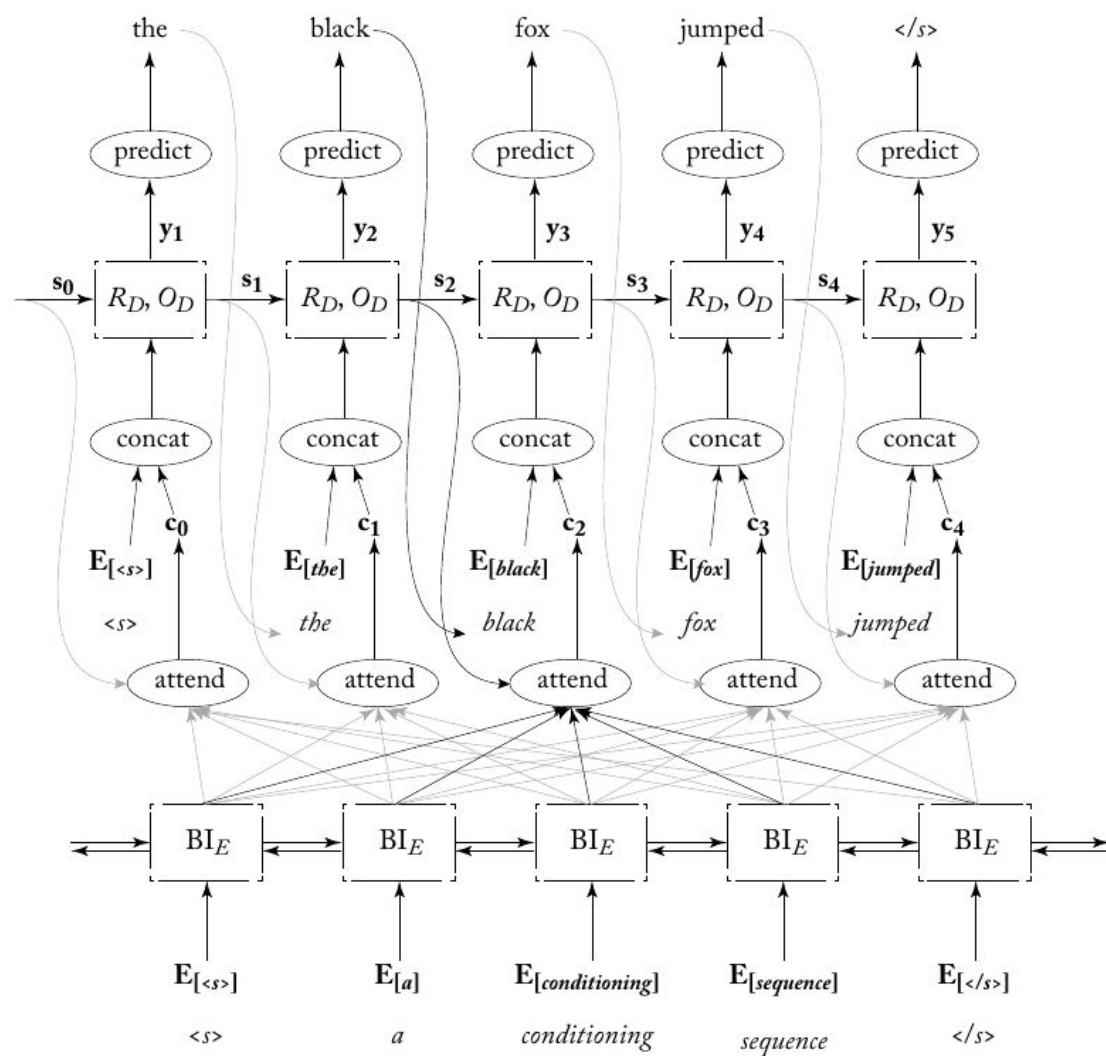 the black fox jumped </s>
predict predict predict predict predict
y1 y2 y3 y4 y5
s0 s1 s2 s3 s4
RD, OD RD, OD RD, OD RD, OD RD, OD
concat concat concat concat concat
c0 c1 c2 c3 c4
E[<s>] E[the] E[black] E[fox] E[jumped]
<s> the black fox jumped
attend attend attend attend attend
BIE BIE BIE BIE BIE
E[<s>] E[a] E[conditioning] E[sequence] E[</s>]
<s> a conditioning sequence </s>